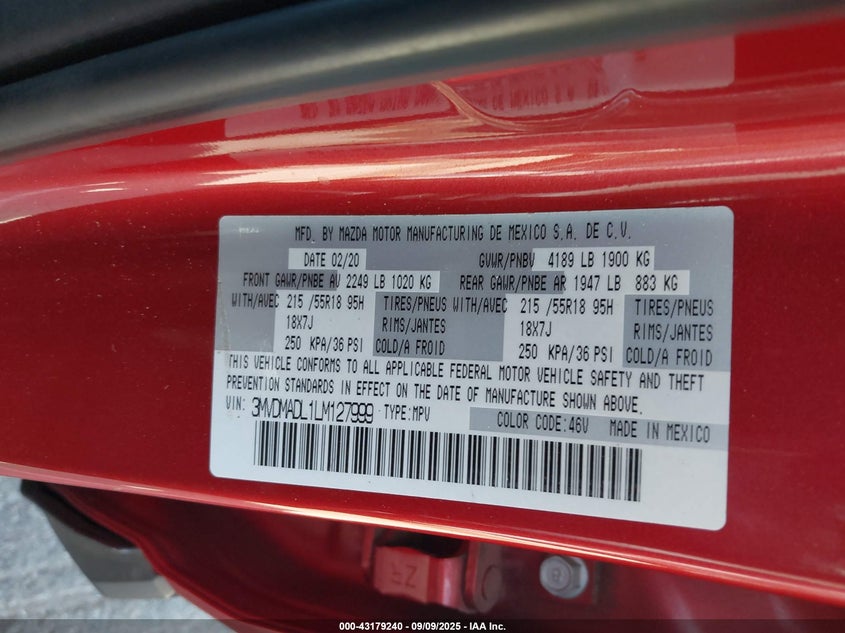 MFD. BY MAZDA MOTOR MANUFACTURING DE MEXICO S.A. DE C.V.
DATE 02/20 GVWR/PNBV 4189 LB 1900 KG
FRONT GAWR/PNBE AV 2249 LB 1020 KG REAR GAWR/PNBE AR 1947 LB 883 KG
WITH/AVEC 215 /55R18 95H TIRES/PNEUS WITH/AVEC 215 /55R18 95H TIRES/PNEUS
18X7J RIMS/JANTES 18X7J RIMS/JANTES
250 KPA/36 PSI COLD/A FROID 250 KPA/36 PSI COLD/A FROID
THIS VEHICLE CONFORMS TO ALL APPLICABLE FEDERAL MOTOR VEHICLE SAFETY AND THEFT
PREVENTION STANDARDS IN EFFECT ON THE DATE OF MANUFACTURE SHOWN ABOVE.
VIN: 3MVDMADL1LM127999 · TYPE:MPV COLOR CODE:46V MADE IN MEXICO
ZF
000-43179240 - 09/09/2025 - IAA Inc.